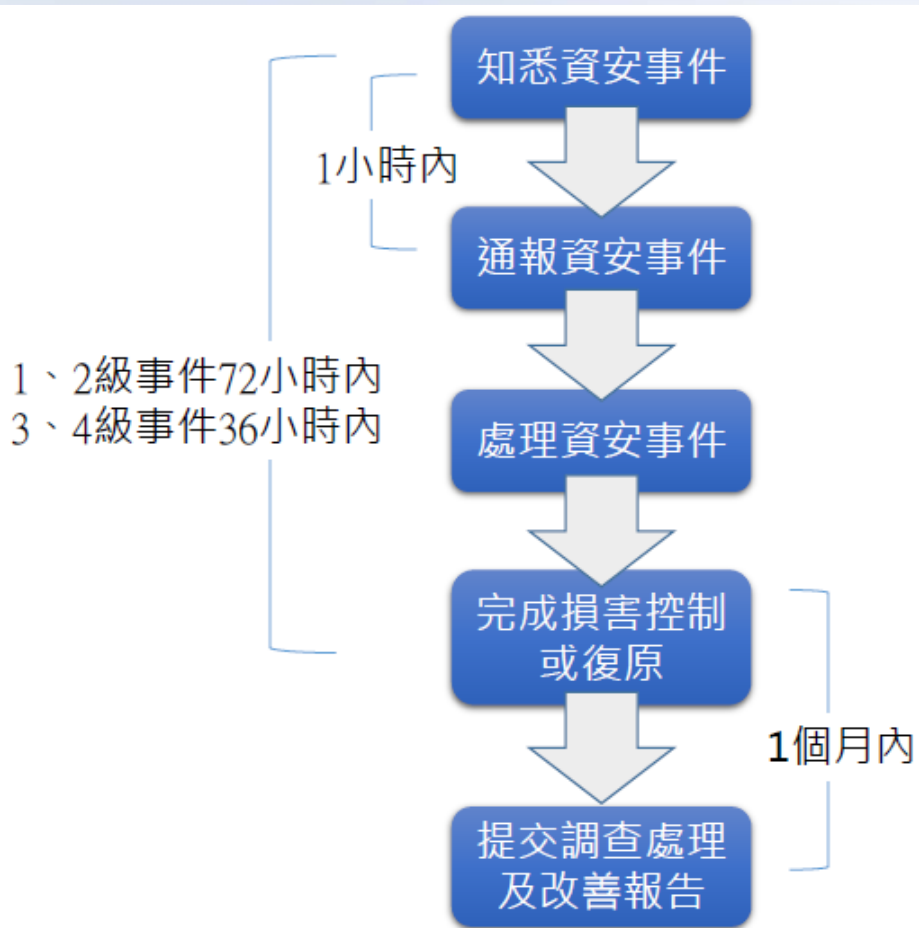 知悉資安事件
1小時內
通報資安事件
1、2級事件72小時內
3、4級事件36小時內
處理資安事件
完成損害控制
或復原
1個月內
提交調查處理
及改善報告